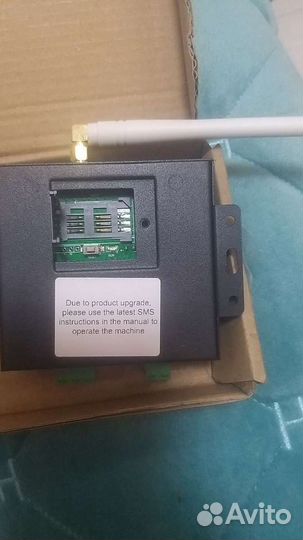 Due to product upgrade,
please use the latest SMS
instructions in the manual to
operate the machine
Avito